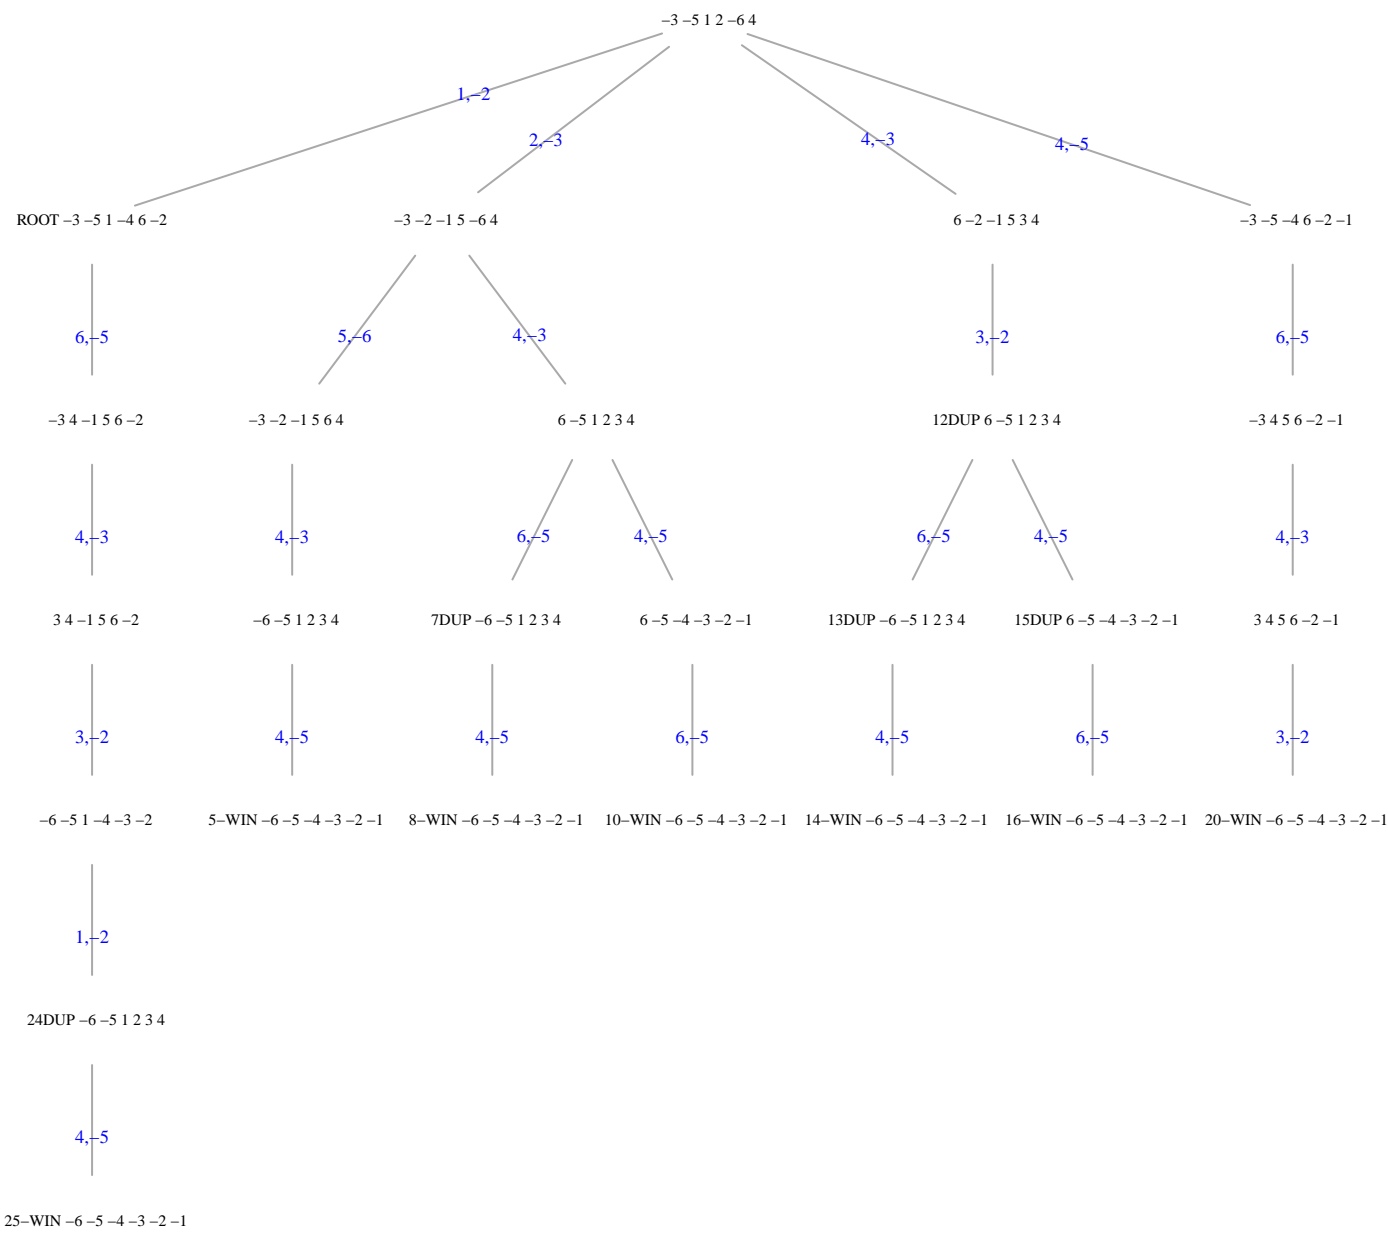 –3 –5 1 2 –6 4
1,–2
2,–3
4,–3
4,–5
ROOT –3 –5 1 –4 6 –2
–3 –2 –1 5 –6 4
6 –2 –1 5 3 4
–3 –5 –4 6 –2 –1
6,–5
5,–6
4,–3
3,–2
6,–5
–3 4 –1 5 6 –2
–3 –2 –1 5 6 4
6 –5 1 2 3 4
12DUP 6 –5 1 2 3 4
–3 4 5 6 –2 –1
4,–3
4,–3
6,–5
4,–5
6,–5
4,–5
4,–3
3 4 –1 5 6 –2
–6 –5 1 2 3 4
7DUP –6 –5 1 2 3 4
6 –5 –4 –3 –2 –1
13DUP –6 –5 1 2 3 4
15DUP 6 –5 –4 –3 –2 –1
3 4 5 6 –2 –1
3,–2
4,–5
4,–5
6,–5
4,–5
6,–5
3,–2
–6 –5 1 –4 –3 –2
5–WIN –6 –5 –4 –3 –2 –1
8–WIN –6 –5 –4 –3 –2 –1
10–WIN –6 –5 –4 –3 –2 –1
14–WIN –6 –5 –4 –3 –2 –1
16–WIN –6 –5 –4 –3 –2 –1
20–WIN –6 –5 –4 –3 –2 –1
1,–2
24DUP –6 –5 1 2 3 4
4,–5
25–WIN –6 –5 –4 –3 –2 –1